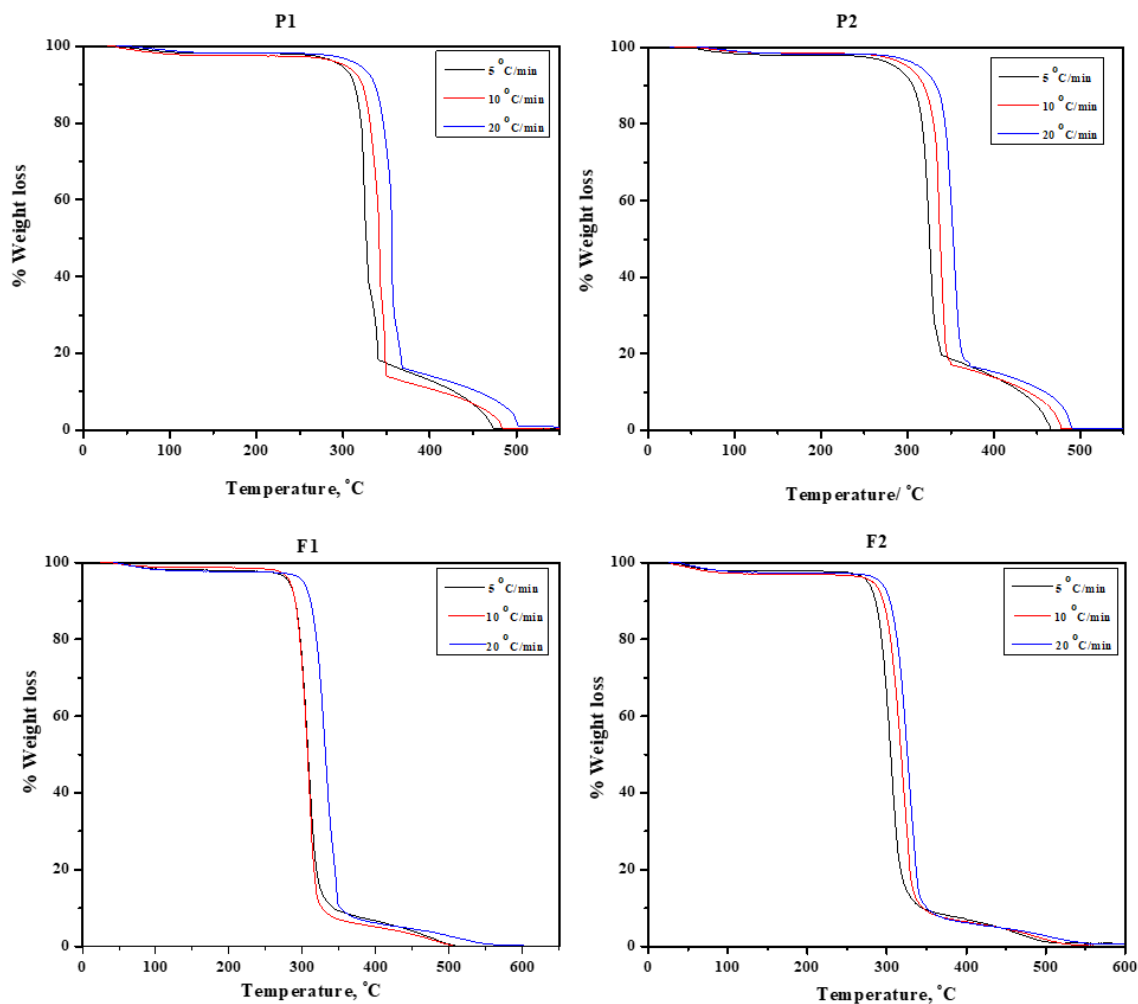 P1
100
80
60
40
20
0
% Weight loss
5 °C/min
10 °C/min
20 °C/min
0 100 200 300 400 500
Temperature, °C
P2
100
80
60
40
20
0
% Weight loss
5 °C/min
10 °C/min
20 °C/min
0 100 200 300 400 500
Temperature/ °C
F1
100
80
60
40
20
0
% Weight loss
5 °C/min
10 °C/min
20 °C/min
0 100 200 300 400 500 600
Temperature, °C
F2
100
80
60
40
20
0
% Weight loss
5 °C/min
10 °C/min
20 °C/min
0 100 200 300 400 500 600
Temperature, °C